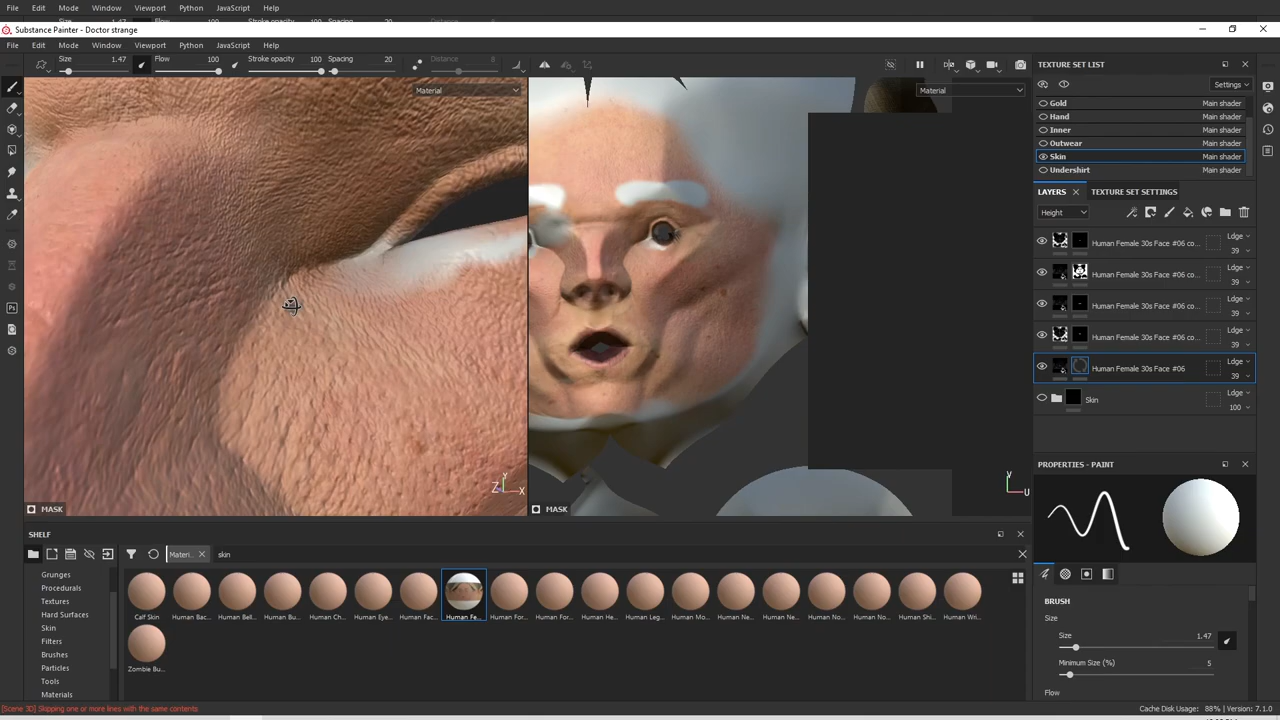 File Edit Mode Window Viewport Python JavaScript Help
Substance Painter - Doctor strange
File Edit Mode Window Viewport Python JavaScript Help
Size 1.47 Flow 100 Stroke opacity 100 Spacing 20 Distance 8
Material
Material
TEXTURE SET LIST
Settings
Gold Main shader
Hand Main shader
Inner Main shader
Outwear Main shader
Skin Main shader
Undershirt Main shader
LAYERS TEXTURE SET SETTINGS
Height
Human Female 30s Face #06 co... Ldge
39
Human Female 30s Face #06 co... Ldge
39
Human Female 30s Face #06 co... Ldge
39
Human Female 30s Face #06 co... Ldge
39
Human Female 30s Face #06 Ldge
39
Skin Ldge
100
Y
Z X
V
U
MASK
MASK
PROPERTIES - PAINT
SHELF
Materi...
skin
Grunges
Procedurals
Textures
Hard Surfaces
Skin
Filters
Brushes
Particles
Tools
Materials
Calf Skin Human Bac... Human Bell... Human Bu... Human Ch... Human Eye... Human Fac... Human Fe... Human For... Human For... Human He... Human Leg... Human Mo... Human Ne... Human Ne... Human No... Human No... Human Shi... Human Wri...
Zombie Bu...
BRUSH
Size
Size 1.47
Minimum Size (%) 5
Flow
[Scene 3D] Skipping one or more lines with the same contents
Cache Disk Usage: 88% | Version: 7.1.0